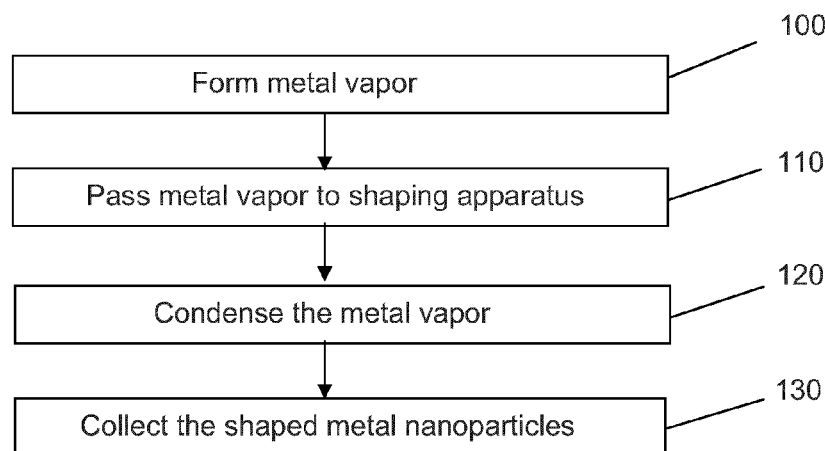 100
Form metal vapor
110
Pass metal vapor to shaping apparatus
120
Condense the metal vapor
130
Collect the shaped metal nanoparticles